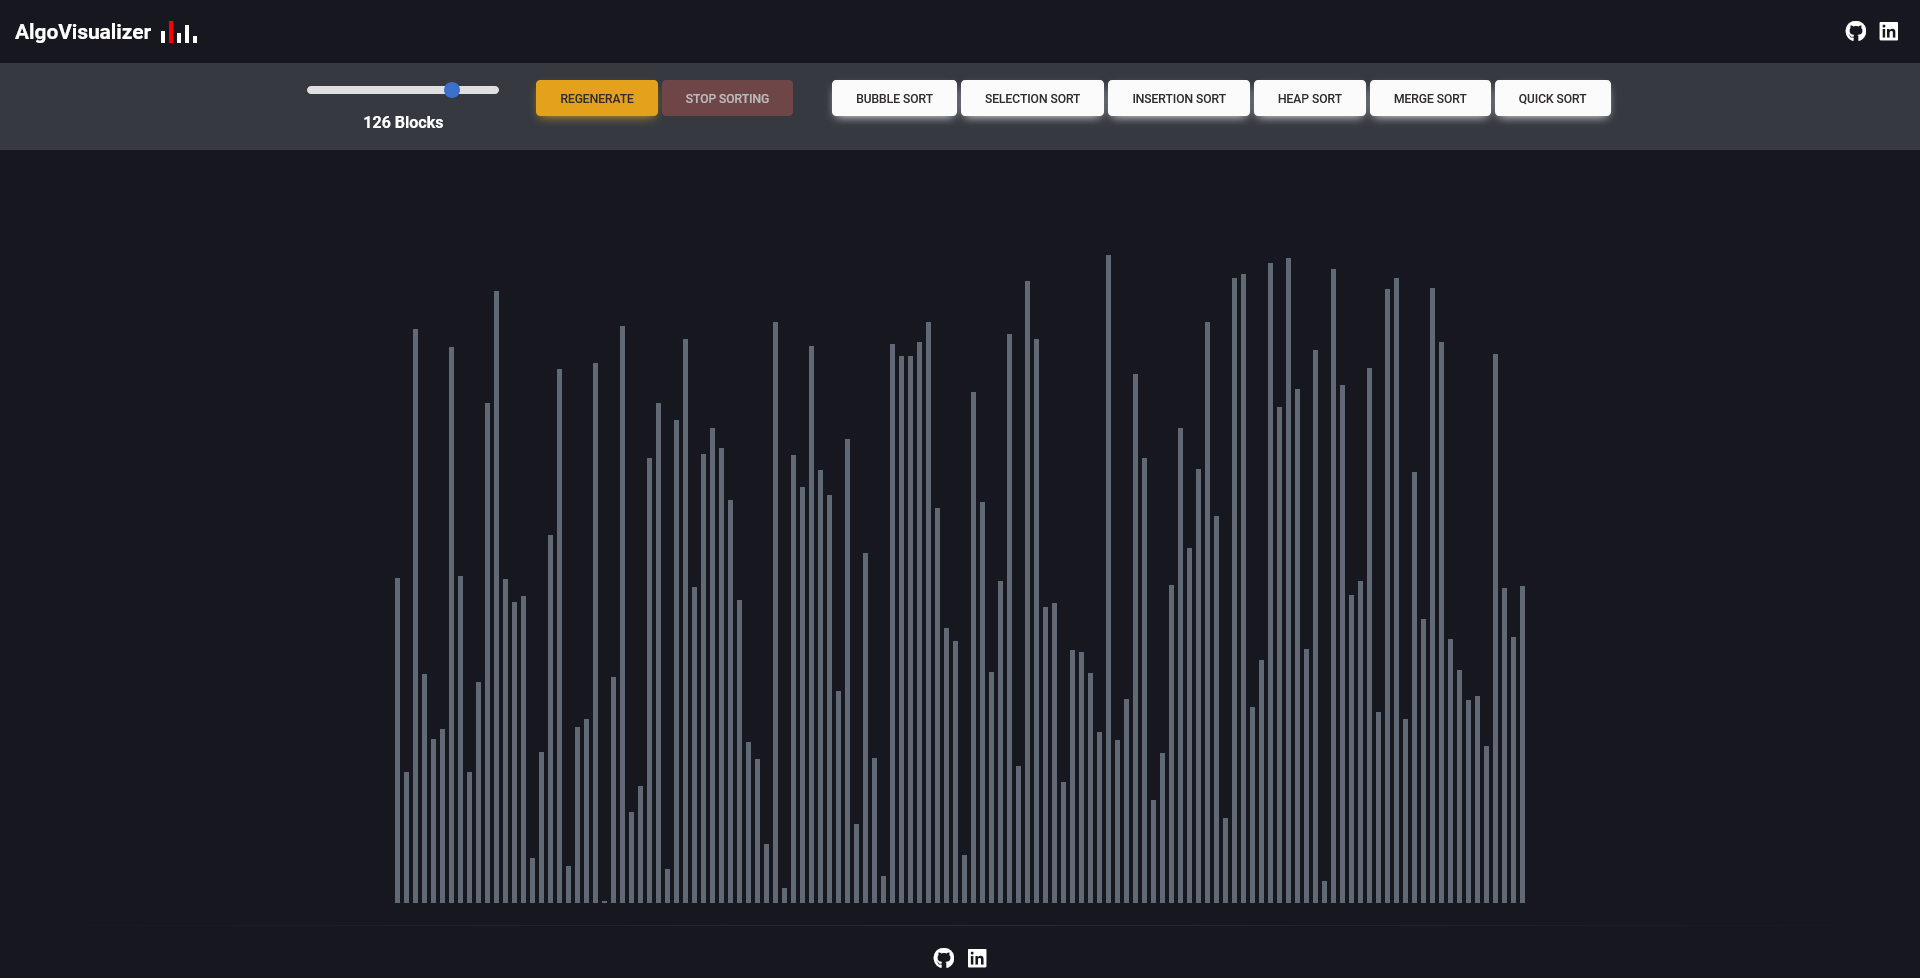 AlgoVisualizer
126 Blocks
REGENERATE
STOP SORTING
BUBBLE SORT
SELECTION SORT
INSERTION SORT
HEAP SORT
MERGE SORT
QUICK SORT